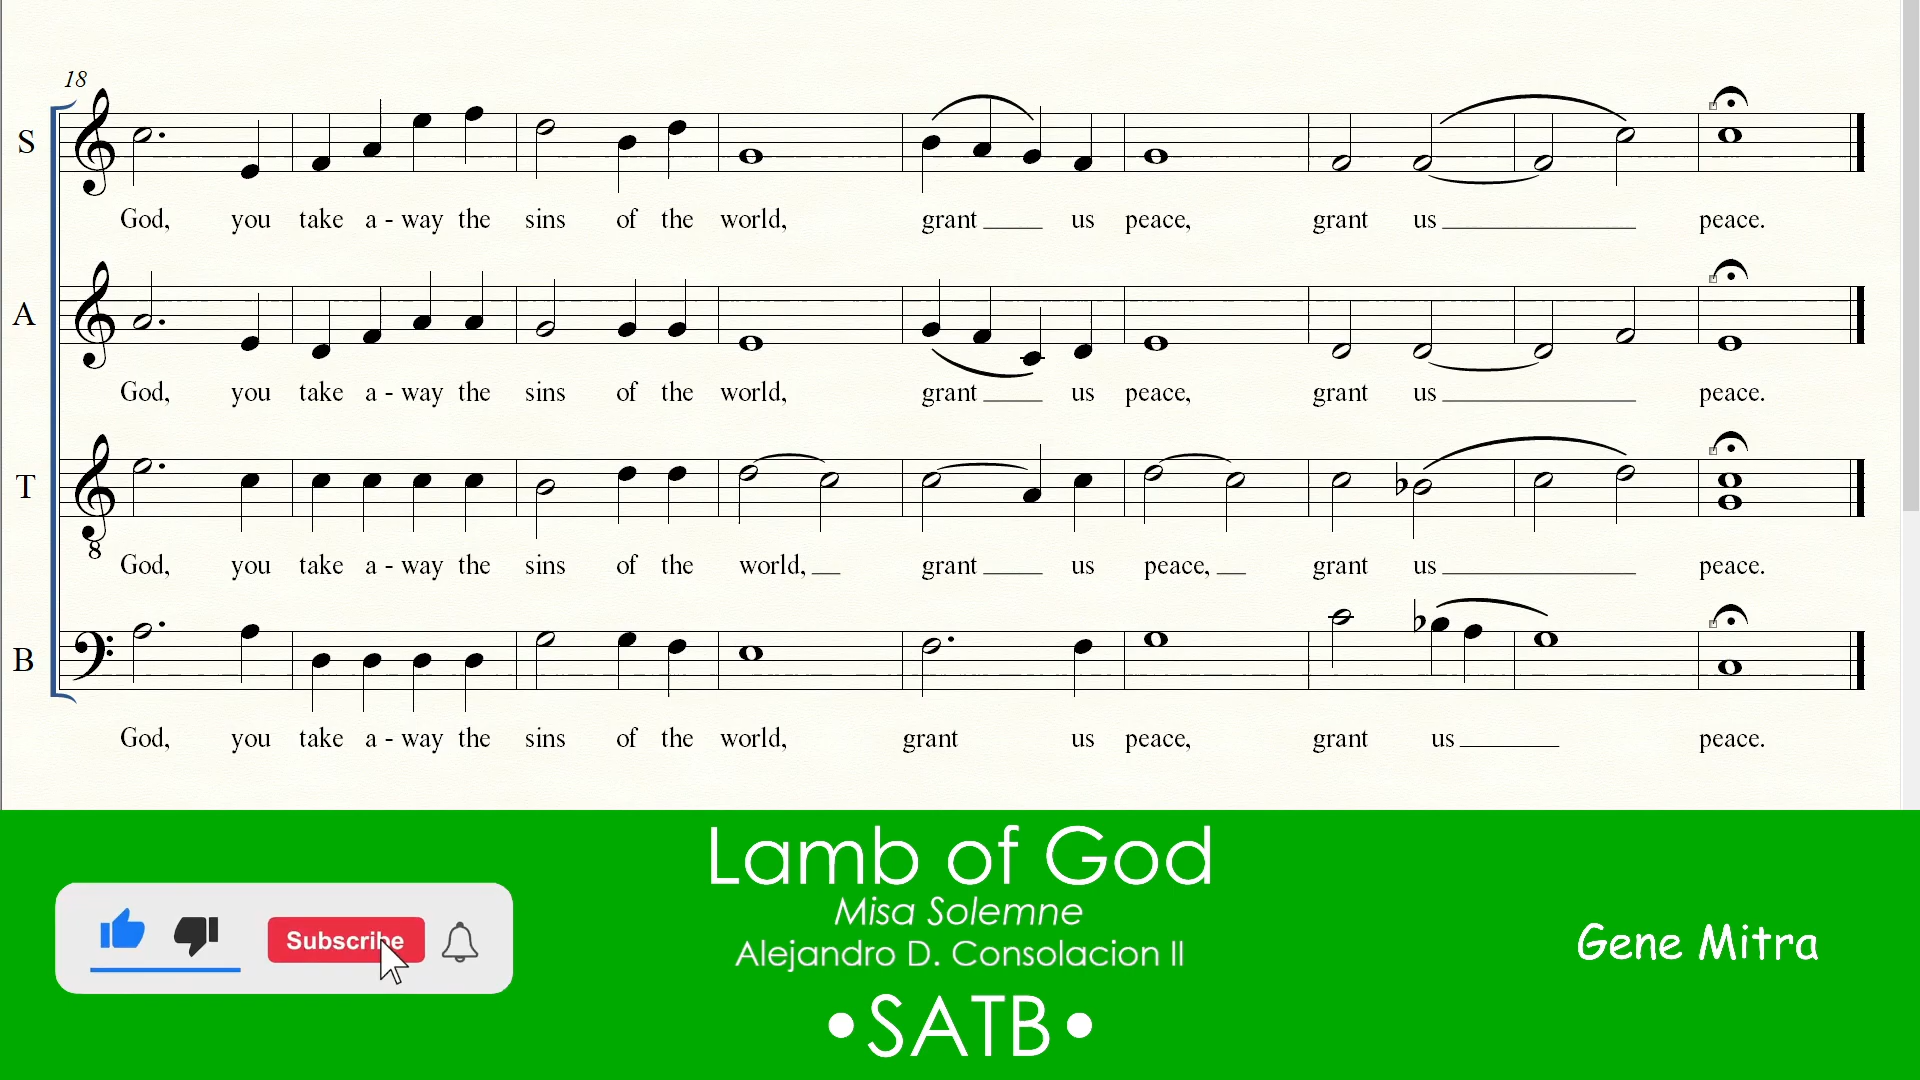 18
S
God, you take a - way the sins of the world, grant us peace, grant us peace.
A
God, you take a - way the sins of the world, grant us peace, grant us peace.
T
8
God, you take a - way the sins of the world, grant us peace, grant us peace.
B
God, you take a - way the sins of the world, grant us peace, grant us peace.
Lamb of God
Misa Solemne
Alejandro D. Consolacion II
•SATB•
Subscribe
Gene Mitra